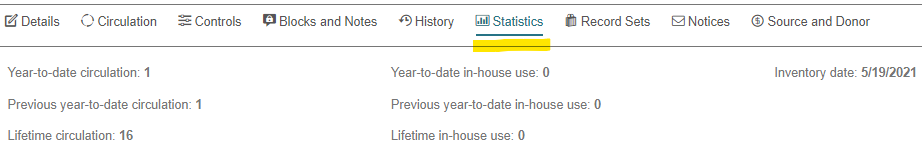 Details Circulation Controls Blocks and Notes History Statistics Record Sets Notices Source and Donor
Year-to-date circulation: 1 Year-to-date in-house use: 0 Inventory date: 5/19/2021
Previous year-to-date circulation: 1 Previous year-to-date in-house use: 0
Lifetime circulation: 16 Lifetime in-house use: 0